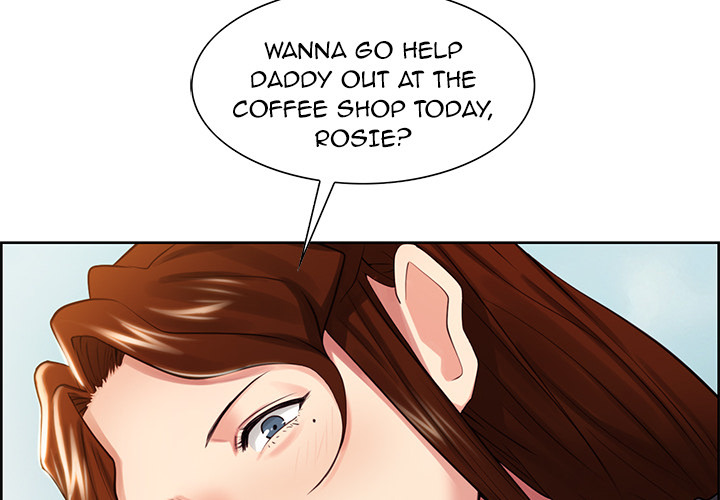 WANNA GO HELP
DADDY OUT AT THE
COFFEE SHOP TODAY,
ROSIE?